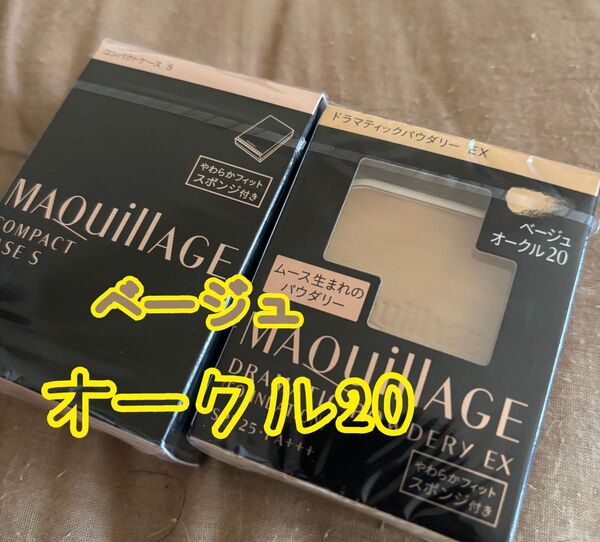 コンパクトケース S
やわらかフィット
スポンジ付き
MAQuillAGE
COMPACT
ASE S
ドラマティックパウダリー EX
ベージュ
オークル20
ムース生まれの
パウダリー
MAQuillAGE
DERY EX
やわらかフィット
スポンジ付き
ベージュ
オークル20